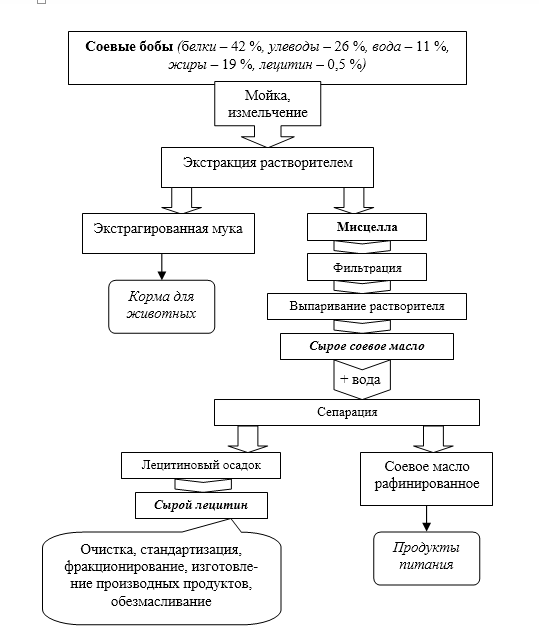 Соевые бобы (белки – 42 %, улеводы – 26 %, вода – 11 %,
жиры – 19 %, лецитин – 0,5 %)
Мойка,
измельчение
Экстракция растворителем
Экстрагированная мука
Мисцелла
Фильтрация
Корма для
животных
Выпаривание растворителя
Сырое соевое масло
+ вода
Сепарация
Лецитиновый осадок
Соевое масло
рафинированное
Сырой лецитин
Очистка, стандартизация,
фракционирование, изготовле-
ние производных продуктов,
обезмасливание
Продукты
питания